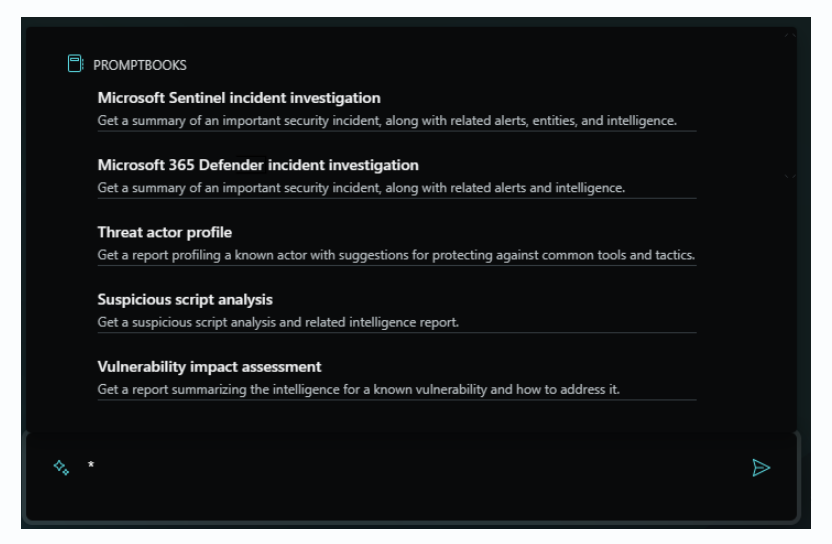 PROMPTBOOKS
Microsoft Sentinel incident investigation
Get a summary of an important security incident, along with related alerts, entities, and intelligence.
Microsoft 365 Defender incident investigation
Get a summary of an important security incident, along with related alerts and intelligence.
Threat actor profile
Get a report profiling a known actor with suggestions for protecting against common tools and tactics.
Suspicious script analysis
Get a suspicious script analysis and related intelligence report.
Vulnerability impact assessment
Get a report summarizing the intelligence for a known vulnerability and how to address it.
*